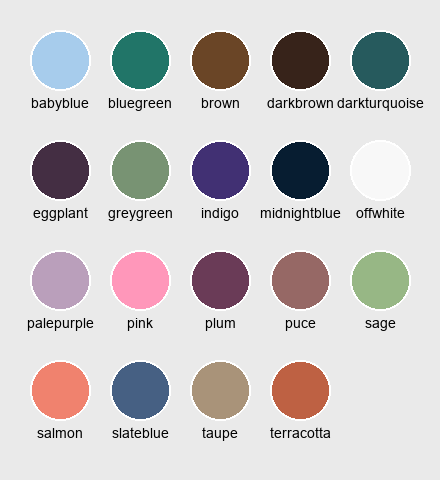 babyblue bluegreen brown darkbrown darkturquoise
eggplant greygreen indigo midnightblue offwhite
palepurple pink plum puce sage
salmon slateblue taupe terracotta